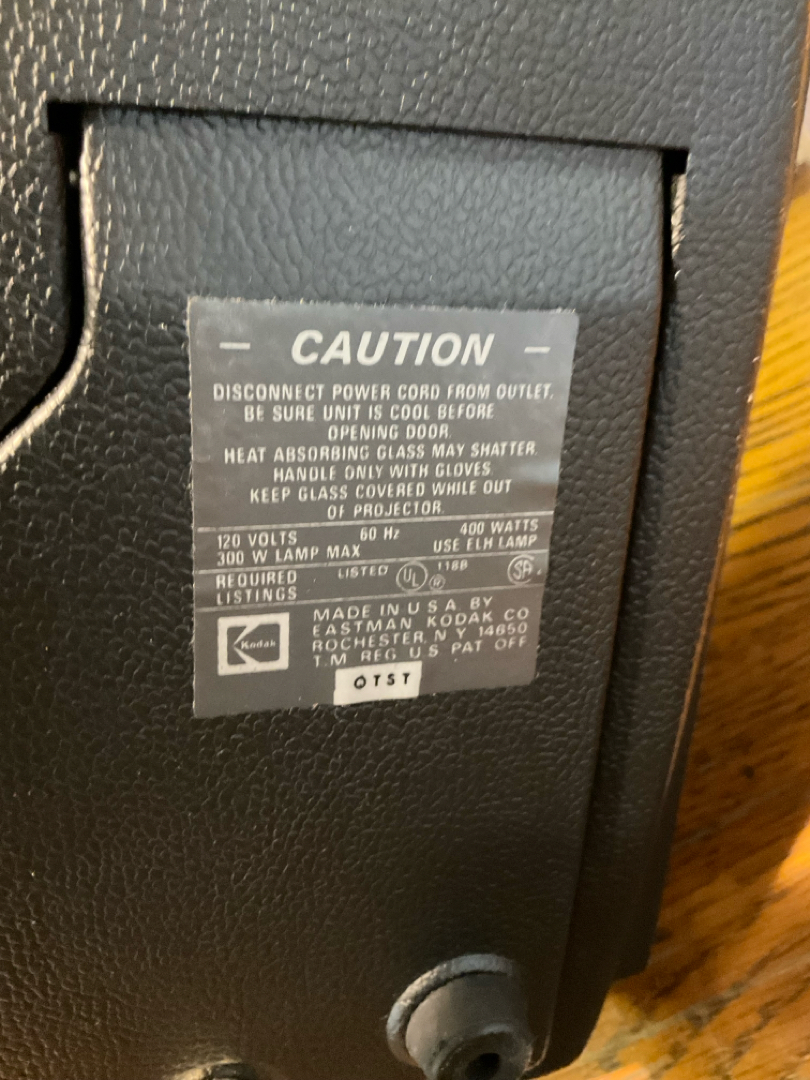 — CAUTION —
DISCONNECT POWER CORD FROM OUTLET.
BE SURE UNIT IS COOL BEFORE
OPENING DOOR.
HEAT ABSORBING GLASS MAY SHATTER.
HANDLE ONLY WITH GLOVES.
KEEP GLASS COVERED WHILE OUT
OF PROJECTOR.
120 VOLTS 60 Hz 400 WATTS
300 W LAMP MAX USE ELH LAMP
REQUIRED LISTED UL ® 118B SA
LISTINGS
Kodak
MADE IN U S A BY
EASTMAN KODAK CO
ROCHESTER, N Y 14650
T.M REG U S PAT OFF
OTST